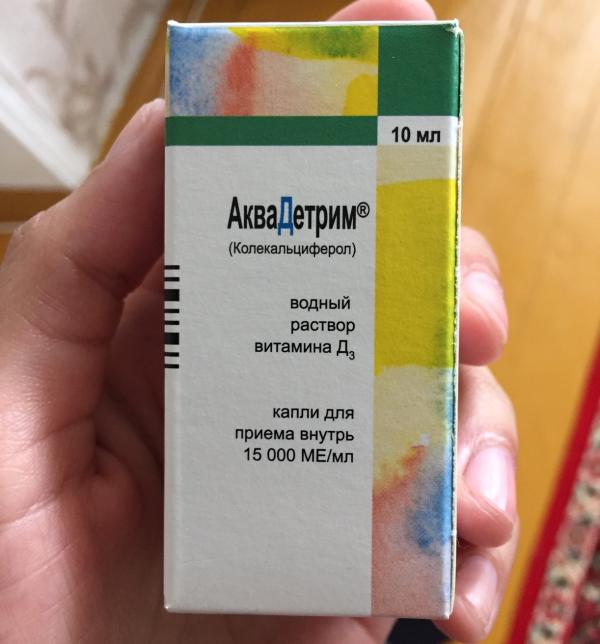 10 мл
АкваДетрим®
(Колекальциферол)
водный
раствор
витамина Д₃
капли для
приема внутрь
15 000 МЕ/мл